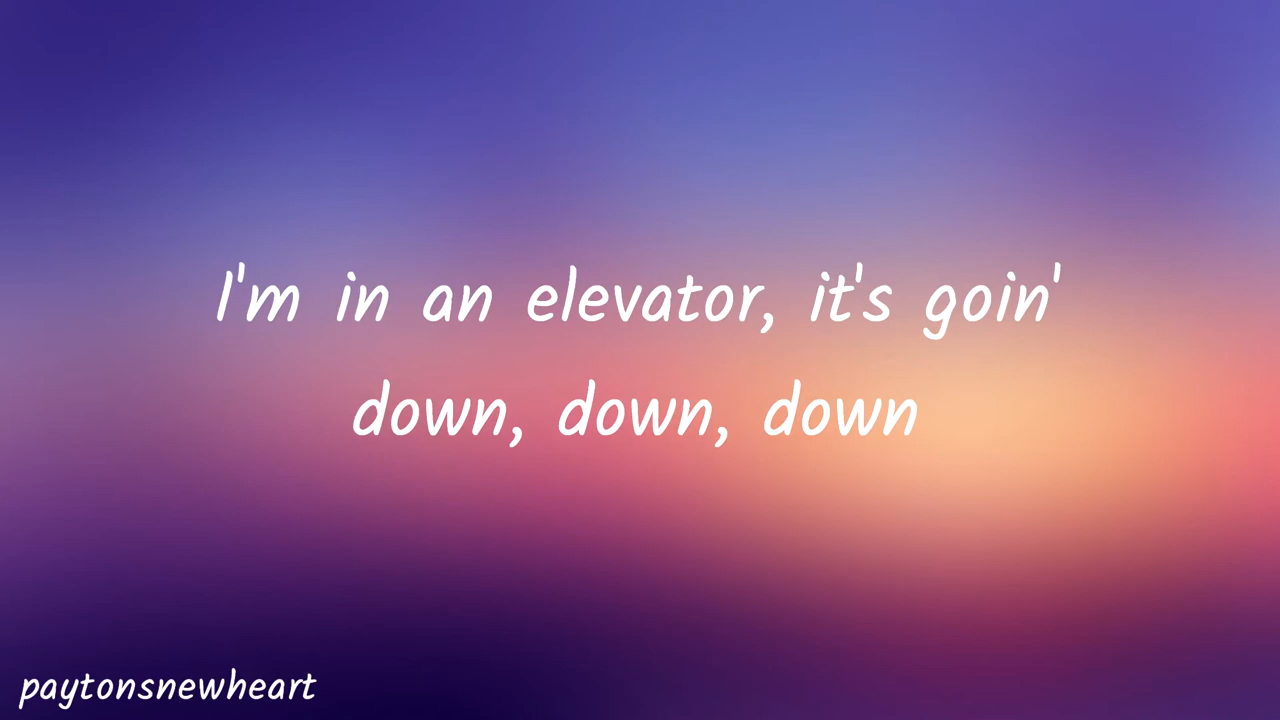 I'm in an elevator, it's goin'
down, down, down
paytonsnewheart